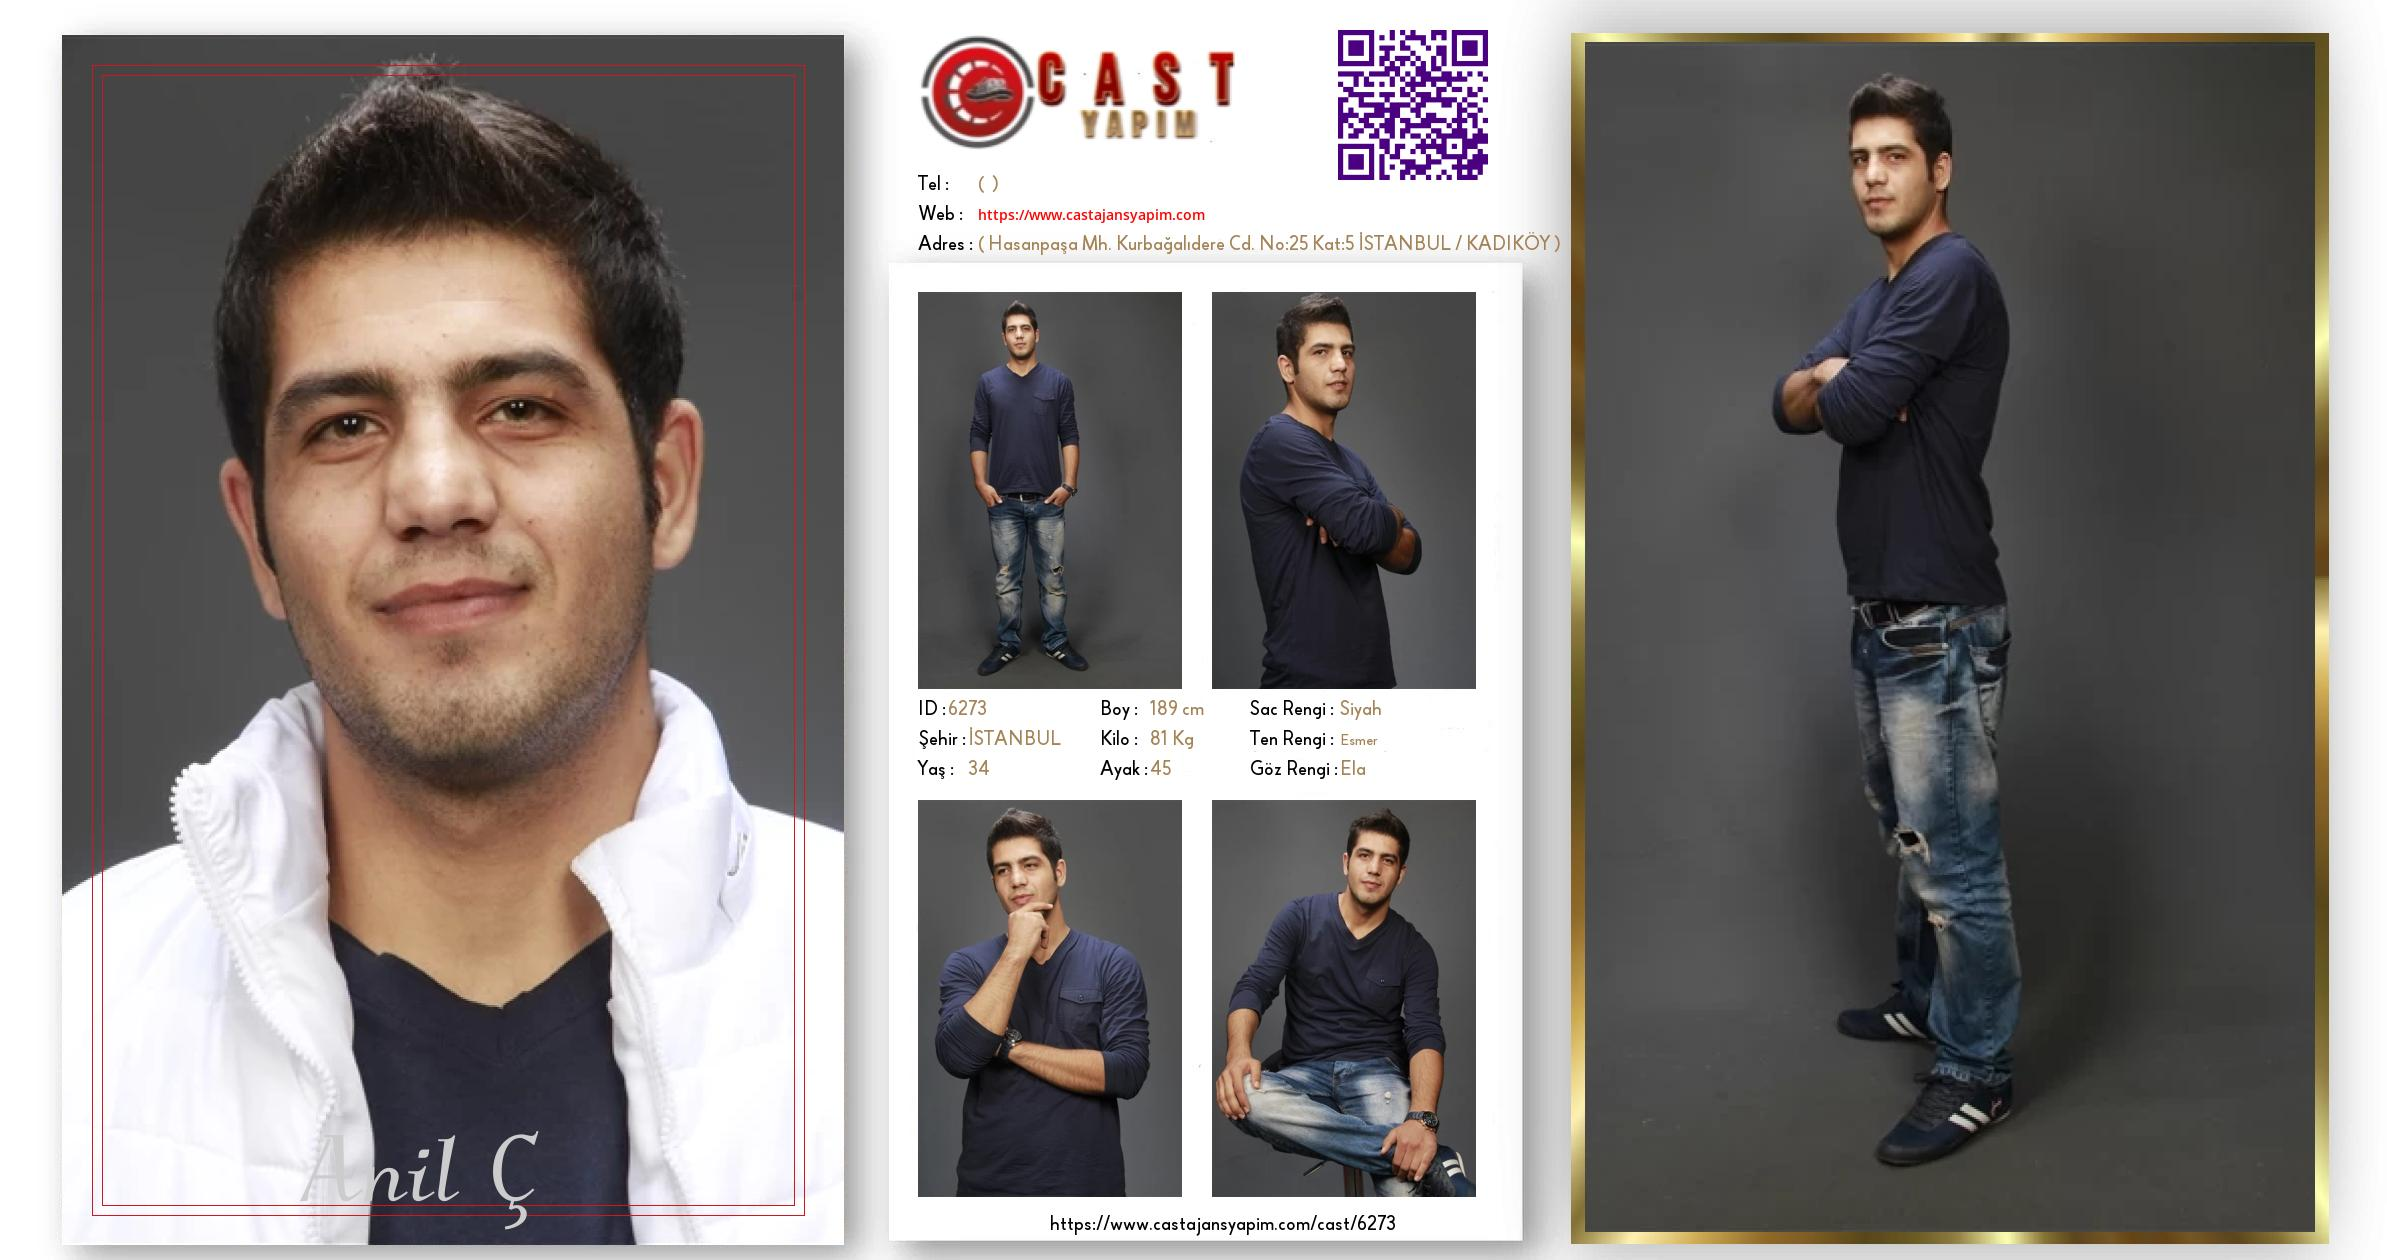 Anil Ç
CAST
YAPIM
Tel : ( )
Web : https://www.castajansyapim.com
Adres : ( Hasanpaşa Mh. Kurbağalıdere Cd. No:25 Kat:5 İSTANBUL / KADIKÖY )
ID : 6273 Boy : 189 cm Sac Rengi : Siyah
Şehir : İSTANBUL Kilo : 81 Kg Ten Rengi : Esmer
Yaş : 34 Ayak : 45 Göz Rengi : Ela
https://www.castajansyapim.com/cast/6273